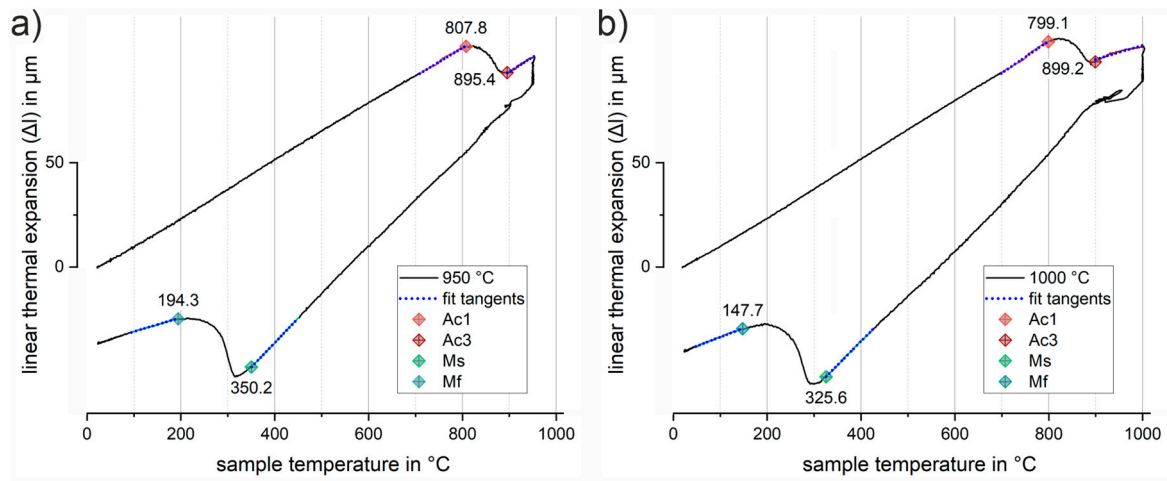 a)
807.8
895.4
linear thermal expansion (Δl) in µm
50
0
194.3
350.2
950 °C
fit tangents
Ac1
Ac3
Ms
Mf
0 200 400 600 800 1000
sample temperature in °C
b)
799.1
899.2
linear thermal expansion (Δl) in µm
50
0
147.7
325.6
1000 °C
fit tangents
Ac1
Ac3
Ms
Mf
0 200 400 600 800 1000
sample temperature in °C